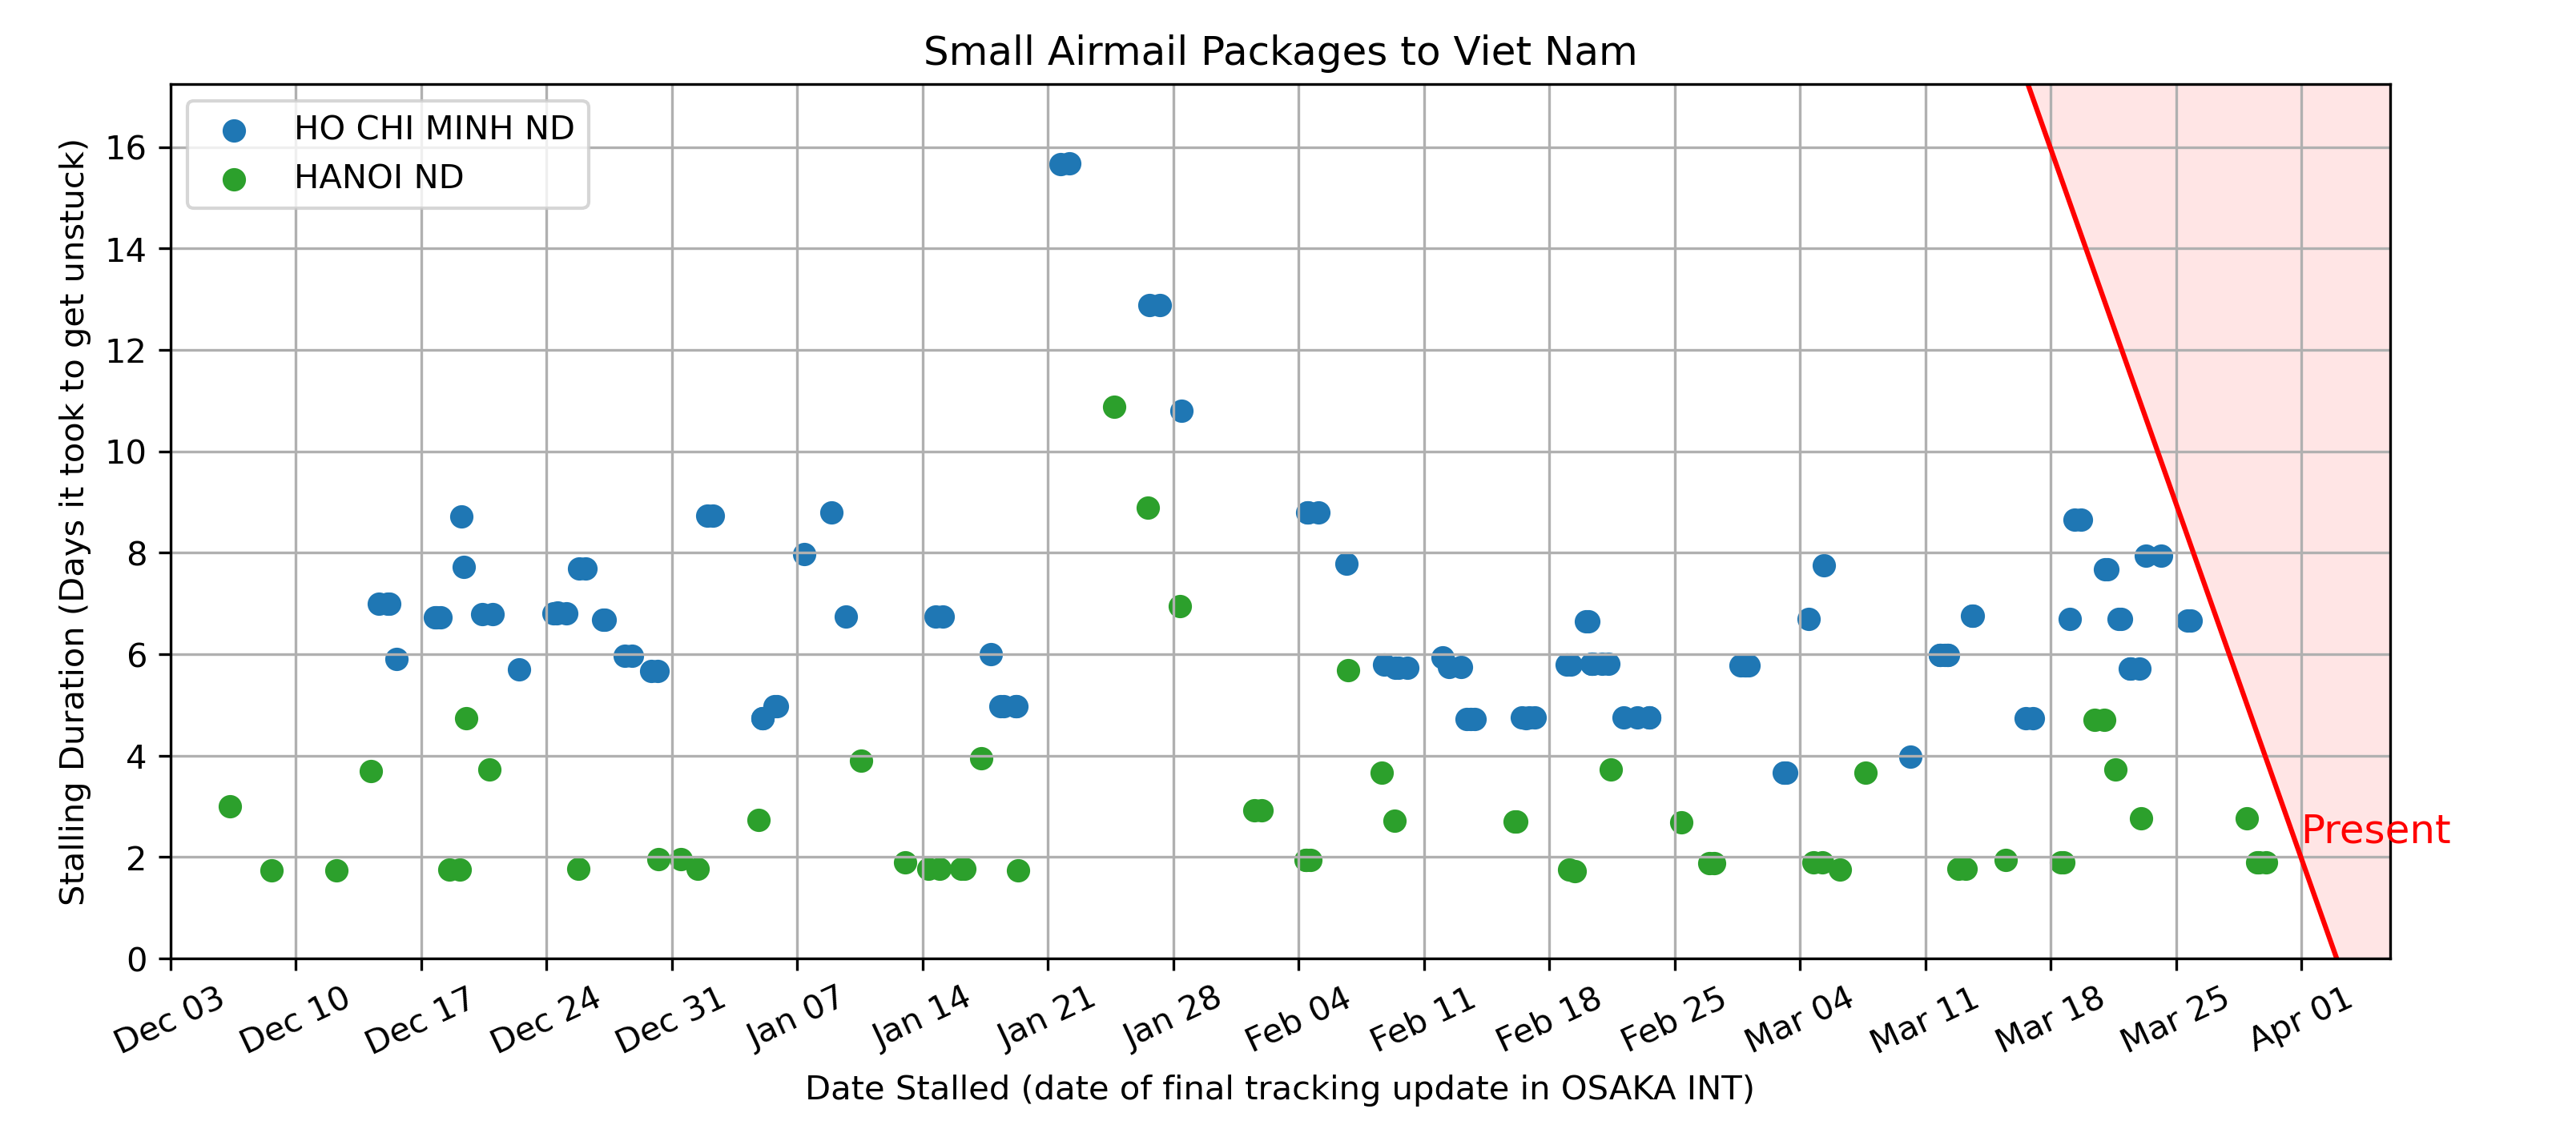 Small Airmail Packages to Viet Nam
HO CHI MINH ND
HANOI ND
Stalling Duration (Days it took to get unstuck)
16
14
12
10
8
6
4
2
0
Present
Dec 03
Dec 10
Dec 17
Dec 24
Dec 31
Jan 07
Jan 14
Jan 21
Jan 28
Feb 04
Feb 11
Feb 18
Feb 25
Mar 04
Mar 11
Mar 18
Mar 25
Apr 01
Date Stalled (date of final tracking update in OSAKA INT)